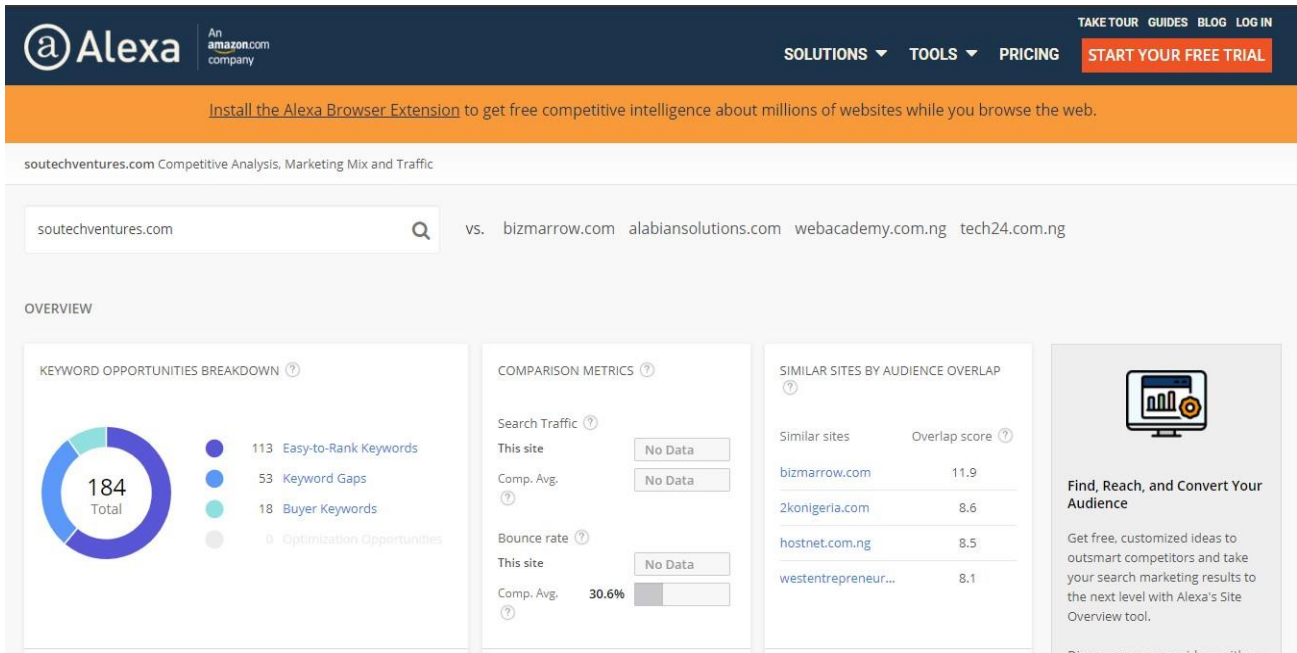 Alexa
An
amazon.com
company
TAKE TOUR GUIDES BLOG LOG IN
SOLUTIONS TOOLS PRICING START YOUR FREE TRIAL
Install the Alexa Browser Extension to get free competitive intelligence about millions of websites while you browse the web.
soutechventures.com Competitive Analysis, Marketing Mix and Traffic
soutechventures.com
vs. bizmarrow.com alabiansolutions.com webacademy.com.ng tech24.com.ng
OVERVIEW
KEYWORD OPPORTUNITIES BREAKDOWN ?
184
Total
113 Easy-to-Rank Keywords
53 Keyword Gaps
18 Buyer Keywords
0 Optimization Opportunities
COMPARISON METRICS ?
Search Traffic ?
This site No Data
Comp. Avg. No Data
?
Bounce rate ?
This site No Data
Comp. Avg. 30.6%
?
SIMILAR SITES BY AUDIENCE OVERLAP
?
Similar sites Overlap score ?
bizmarrow.com 11.9
2konigeria.com 8.6
hostnet.com.ng 8.5
westentrepreneur... 8.1
Find, Reach, and Convert Your
Audience
Get free, customized ideas to
outsmart competitors and take
your search marketing results to
the next level with Alexa's Site
Overview tool.